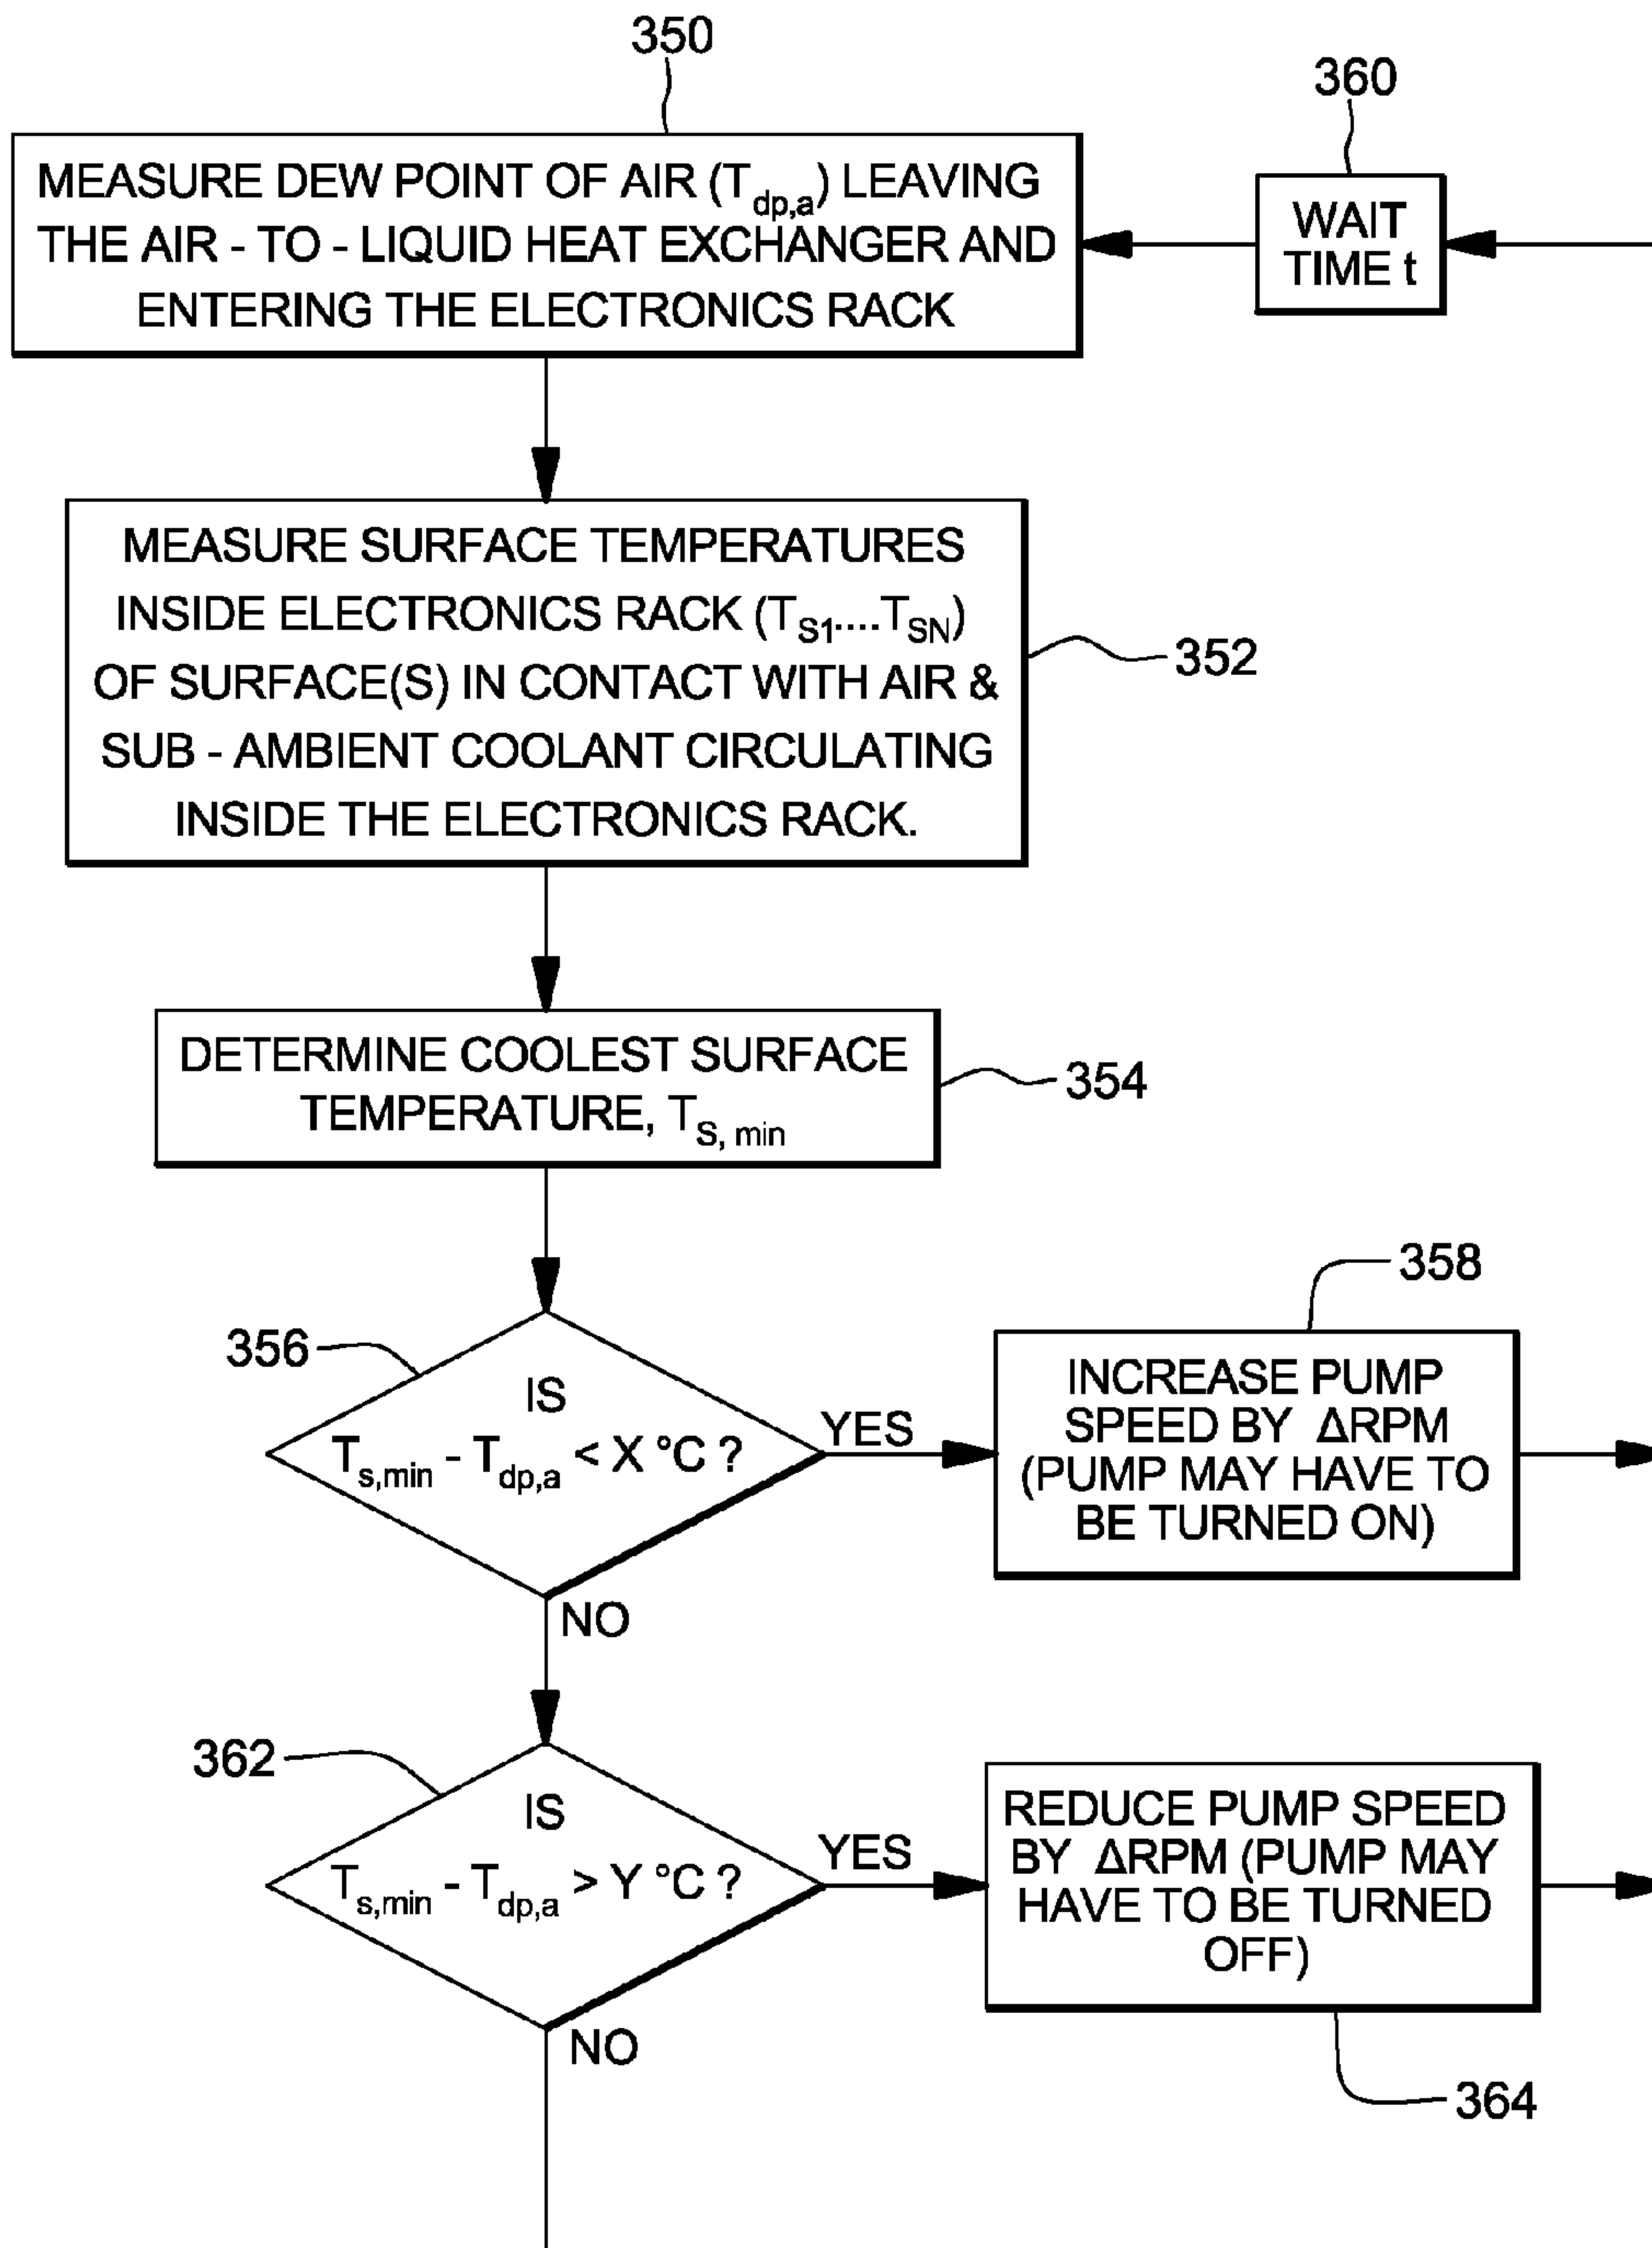 350
360
MEASURE DEW POINT OF AIR (Tdp,a) LEAVING
THE AIR - TO - LIQUID HEAT EXCHANGER AND
ENTERING THE ELECTRONICS RACK
WAIT
TIME t
MEASURE SURFACE TEMPERATURES
INSIDE ELECTRONICS RACK (TS1....TSN)
OF SURFACE(S) IN CONTACT WITH AIR &
SUB - AMBIENT COOLANT CIRCULATING
INSIDE THE ELECTRONICS RACK.
352
DETERMINE COOLEST SURFACE
TEMPERATURE, TS, min
354
356
IS
Ts,min - Tdp,a < X °C ?
YES
NO
358
INCREASE PUMP
SPEED BY ΔRPM
(PUMP MAY HAVE TO
BE TURNED ON)
362
IS
Ts,min - Tdp,a > Y °C ?
YES
NO
REDUCE PUMP SPEED
BY ΔRPM (PUMP MAY
HAVE TO BE TURNED
OFF)
364